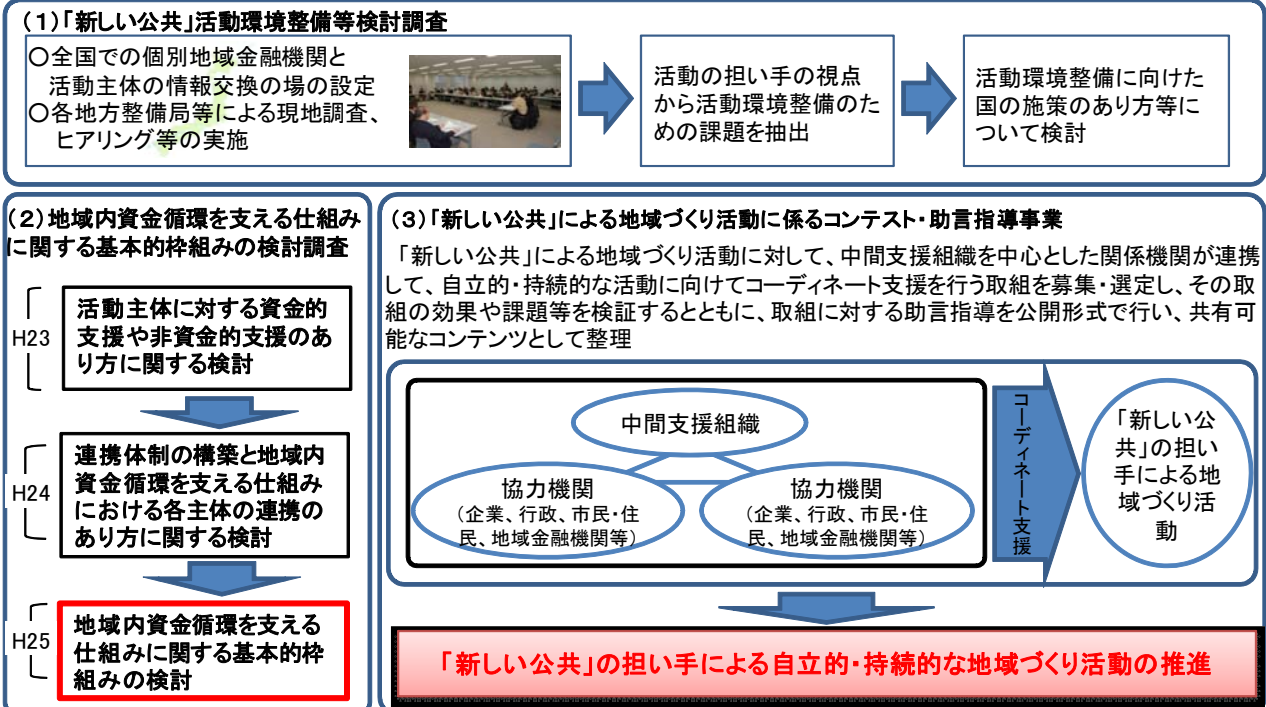 (1)「新しい公共」活動環境整備等検討調査
○全国での個別地域金融機関と
活動主体の情報交換の場の設定
○各地方整備局等による現地調査、
ヒアリング等の実施
活動の担い手の視点
から活動環境整備のた
めの課題を抽出
活動環境整備に向けた
国の施策のあり方等に
ついて検討
(2)地域内資金循環を支える仕組み
に関する基本的枠組みの検討調査
H23
活動主体に対する資金的
支援や非資金的支援のあ
り方に関する検討
H24
連携体制の構築と地域内
資金循環を支える仕組み
における各主体の連携の
あり方に関する検討
H25
地域内資金循環を支える
仕組みに関する基本的枠
組みの検討
(3)「新しい公共」による地域づくり活動に係るコンテスト・助言指導事業
「新しい公共」による地域づくり活動に対して、中間支援組織を中心とした関係機関が連携
して、自立的・持続的な活動に向けてコーディネート支援を行う取組を募集・選定し、その取
組の効果や課題等を検証するとともに、取組に対する助言指導を公開形式で行い、共有可
能なコンテンツとして整理
中間支援組織
協力機関
(企業、行政、市民・住
民、地域金融機関等)
協力機関
(企業、行政、市民・住
民、地域金融機関等)
コーディネート支援
「新しい公
共」の担い
手による地
域づくり活
動
「新しい公共」の担い手による自立的・持続的な地域づくり活動の推進